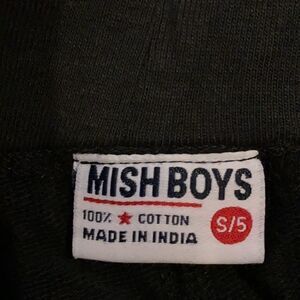 MISH BOYS
100% ★ COTTON
MADE IN INDIA
S/5